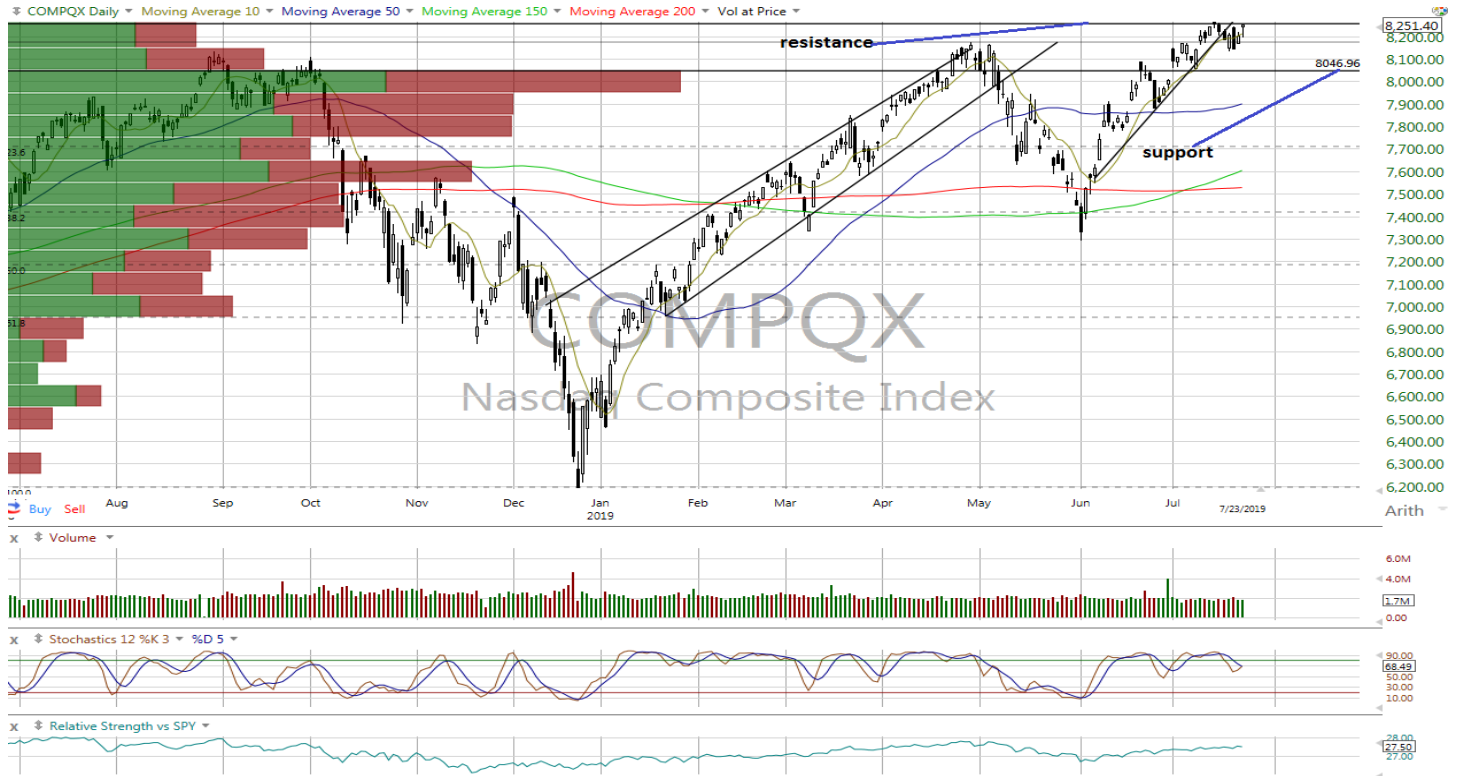 COMPQX Daily Moving Average 10 Moving Average 50 Moving Average 150 Moving Average 200 Vol at Price
8,251.40
8,200.00
resistance
8,100.00
8046.96
8,000.00
7,900.00
7,800.00
23.6
support
7,700.00
7,600.00
7,500.00
38.2
7,400.00
7,300.00
50.0
7,200.00
7,100.00
COMPQX
7,000.00
61.8
6,900.00
6,800.00
6,700.00
Nasdaq Composite Index
6,600.00
6,500.00
6,400.00
6,300.00
6,200.00
100.0
Aug Sep Oct Nov Dec Jan Feb Mar Apr May Jun Jul
2019
7/23/2019
Buy Sell
Arith
x Volume
6.0M
4.0M
1.7M
0.00
x Stochastics 12 %K 3 %D 5
90.00
68.49
50.00
30.00
10.00
x Relative Strength vs SPY
28.00
27.50
27.00